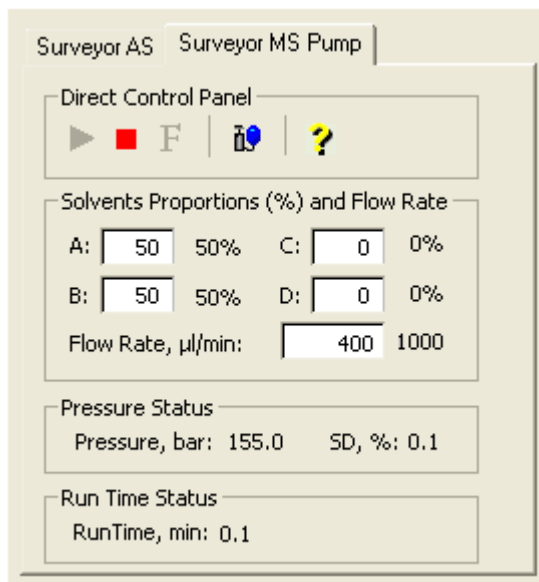 Surveyor AS Surveyor MS Pump
Direct Control Panel
F ?
Solvents Proportions (%) and Flow Rate
A: 50 50% C: 0 0%
B: 50 50% D: 0 0%
Flow Rate, µl/min: 400 1000
Pressure Status
Pressure, bar: 155.0 SD, %: 0.1
Run Time Status
RunTime, min: 0.1